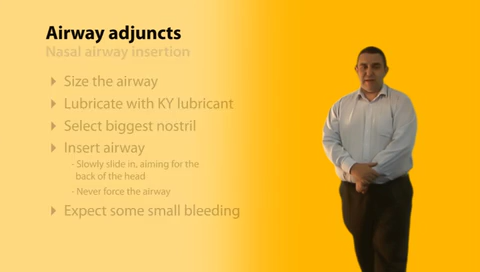 Airway adjuncts
Nasal airway insertion
Size the airway
Lubricate with KY lubricant
Select biggest nostril
Insert airway
- Slowly slide in, aiming for the
back of the head
- Never force the airway
Expect some small bleeding